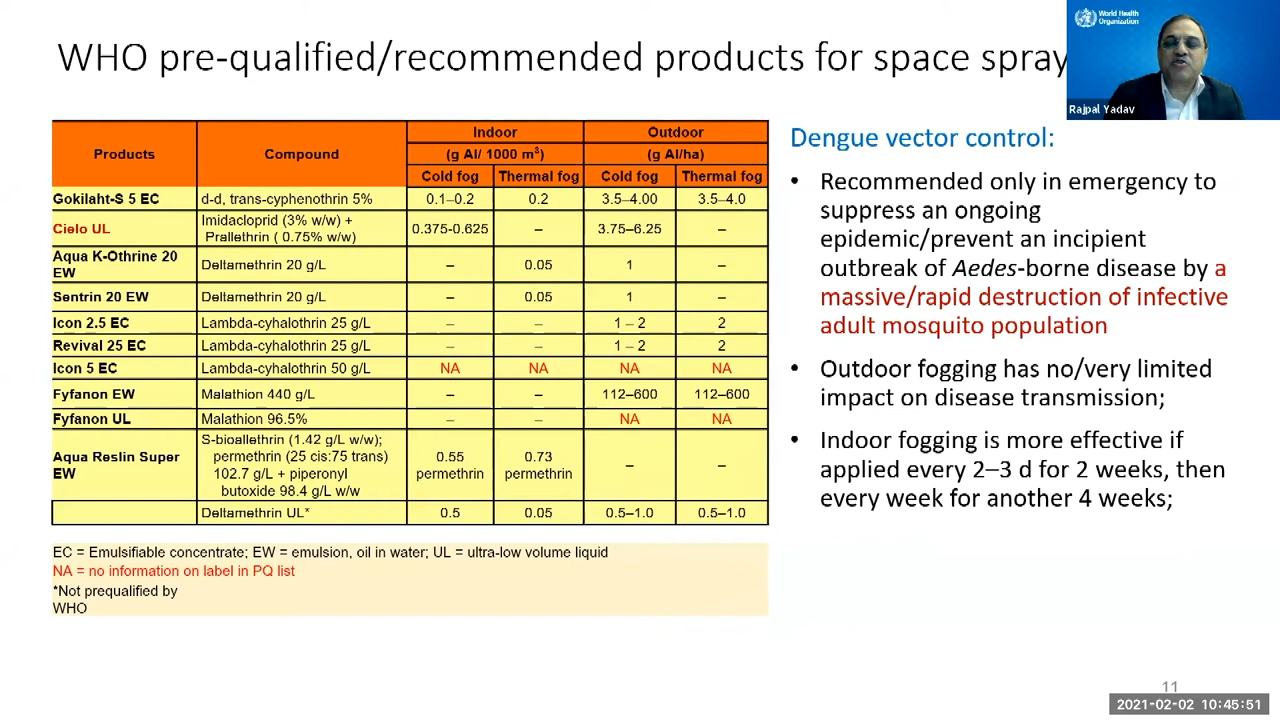 WHO pre-qualified/recommended products for space spray
World Health
Organization
Rajpal Yadav
Products Compound Indoor Outdoor
(g AI/ 1000 m³) (g AI/ha)
Cold fog Thermal fog Cold fog Thermal fog
Gokilaht-S 5 EC d-d, trans-cyphenothrin 5% 0.1–0.2 0.2 3.5–4.00 3.5–4.0
Cielo UL Imidacloprid (3% w/w) + Prallethrin ( 0.75% w/w) 0.375-0.625 – 3.75–6.25 –
Aqua K-Othrine 20 EW Deltamethrin 20 g/L – 0.05 1 –
Sentrin 20 EW Deltamethrin 20 g/L – 0.05 1 –
Icon 2.5 EC Lambda-cyhalothrin 25 g/L – – 1 – 2 2
Revival 25 EC Lambda-cyhalothrin 25 g/L – – 1 – 2 2
Icon 5 EC Lambda-cyhalothrin 50 g/L NA NA NA NA
Fyfanon EW Malathion 440 g/L – – 112–600 112–600
Fyfanon UL Malathion 96.5% – – NA NA
Aqua Reslin Super EW S-bioallethrin (1.42 g/L w/w); permethrin (25 cis:75 trans) 102.7 g/L + piperonyl butoxide 98.4 g/L w/w 0.55 permethrin 0.73 permethrin – –
Deltamethrin UL* 0.5 0.05 0.5–1.0 0.5–1.0
EC = Emulsifiable concentrate; EW = emulsion, oil in water; UL = ultra-low volume liquid
NA = no information on label in PQ list
*Not prequalified by
WHO
Dengue vector control:
• Recommended only in emergency to
suppress an ongoing
epidemic/prevent an incipient
outbreak of Aedes-borne disease by a
massive/rapid destruction of infective
adult mosquito population
• Outdoor fogging has no/very limited
impact on disease transmission;
• Indoor fogging is more effective if
applied every 2–3 d for 2 weeks, then
every week for another 4 weeks;
11
2021-02-02 10:45:51